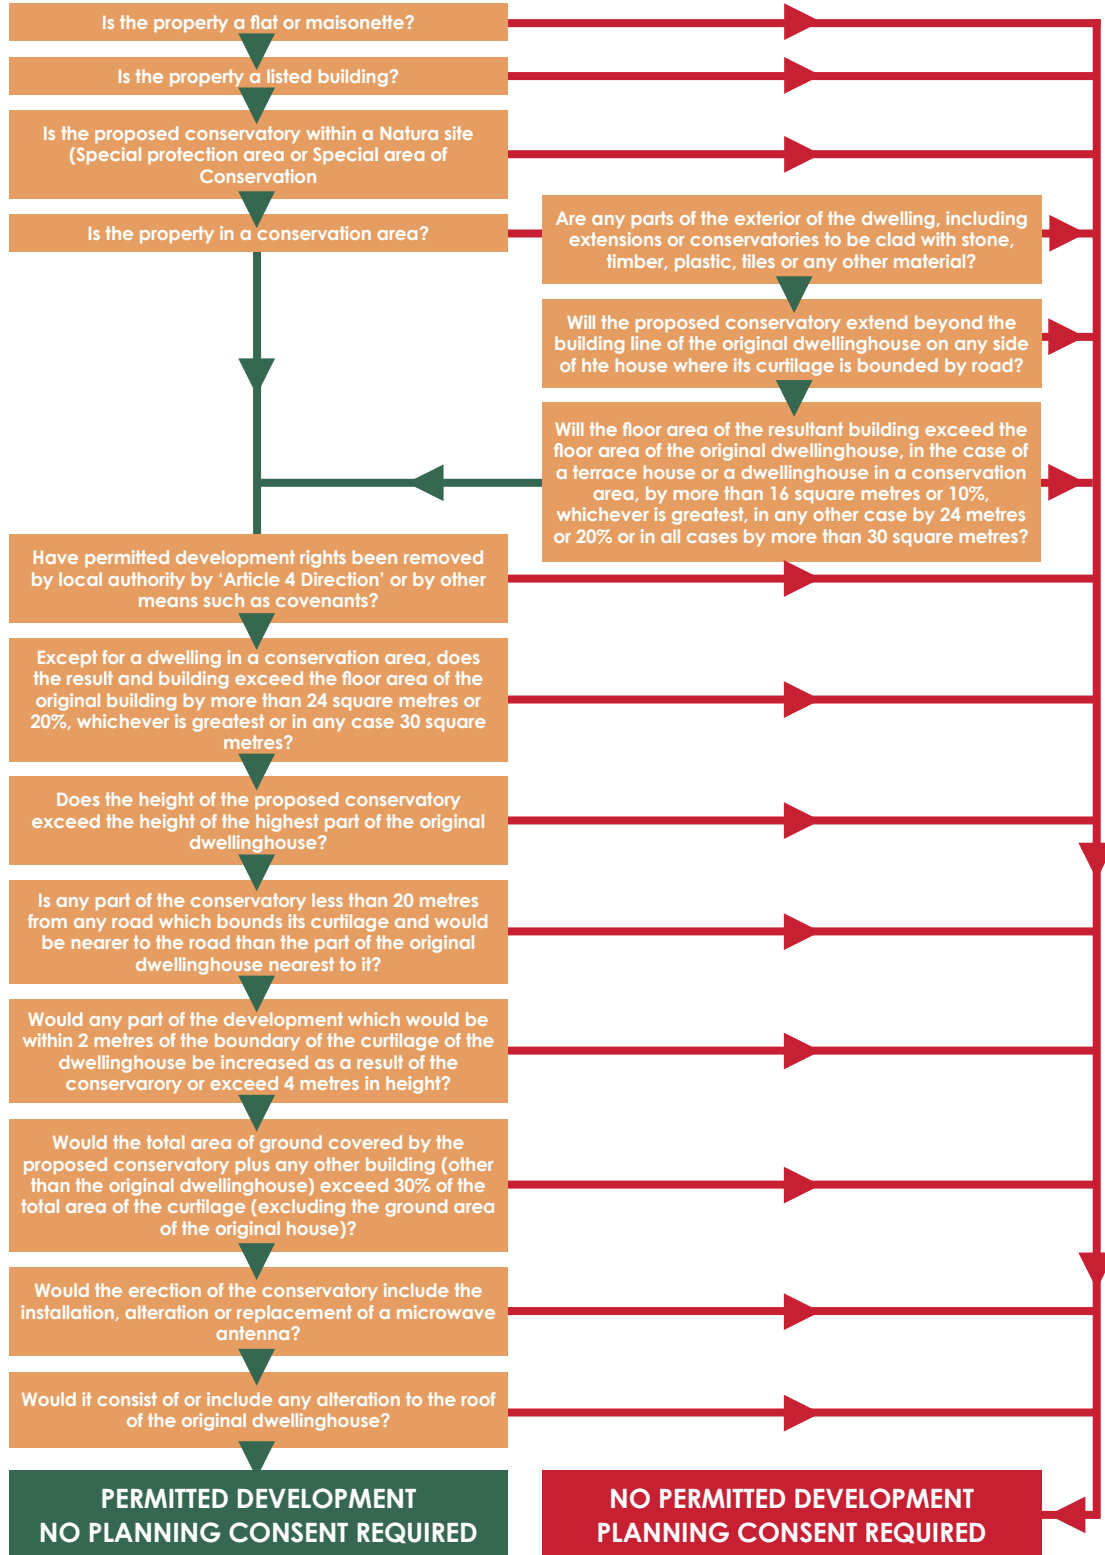 Is the property a flat or maisonette?
Is the property a listed building?
Is the proposed conservatory within a Natura site
(Special protection area or Special area of
Conservation
Is the property in a conservation area?
Are any parts of the exterior of the dwelling, including
extensions or conservatories to be clad with stone,
timber, plastic, tiles or any other material?
Will the proposed conservatory extend beyond the
building line of the original dwellinghouse on any side
of hte house where its curtilage is bounded by road?
Will the floor area of the resultant building exceed the
floor area of the original dwellinghouse, in the case of
a terrace house or a dwellinghouse in a conservation
area, by more than 16 square metres or 10%,
whichever is greatest, in any other case by 24 metres
or 20% or in all cases by more than 30 square metres?
Have permitted development rights been removed
by local authority by ‘Article 4 Direction’ or by other
means such as covenants?
Except for a dwelling in a conservation area, does
the result and building exceed the floor area of the
original building by more than 24 square metres or
20%, whichever is greatest or in any case 30 square
metres?
Does the height of the proposed conservatory
exceed the height of the highest part of the original
dwellinghouse?
Is any part of the conservatory less than 20 metres
from any road which bounds its curtilage and would
be nearer to the road than the part of the original
dwellinghouse nearest to it?
Would any part of the development which would be
within 2 metres of the boundary of the curtilage of the
dwellinghouse be increased as a result of the
conservarory or exceed 4 metres in height?
Would the total area of ground covered by the
proposed conservatory plus any other building (other
than the original dwellinghouse) exceed 30% of the
total area of the curtilage (excluding the ground area
of the original house)?
Would the erection of the conservatory include the
installation, alteration or replacement of a microwave
antenna?
Would it consist of or include any alteration to the roof
of the original dwellinghouse?
PERMITTED DEVELOPMENT
NO PLANNING CONSENT REQUIRED
NO PERMITTED DEVELOPMENT
PLANNING CONSENT REQUIRED